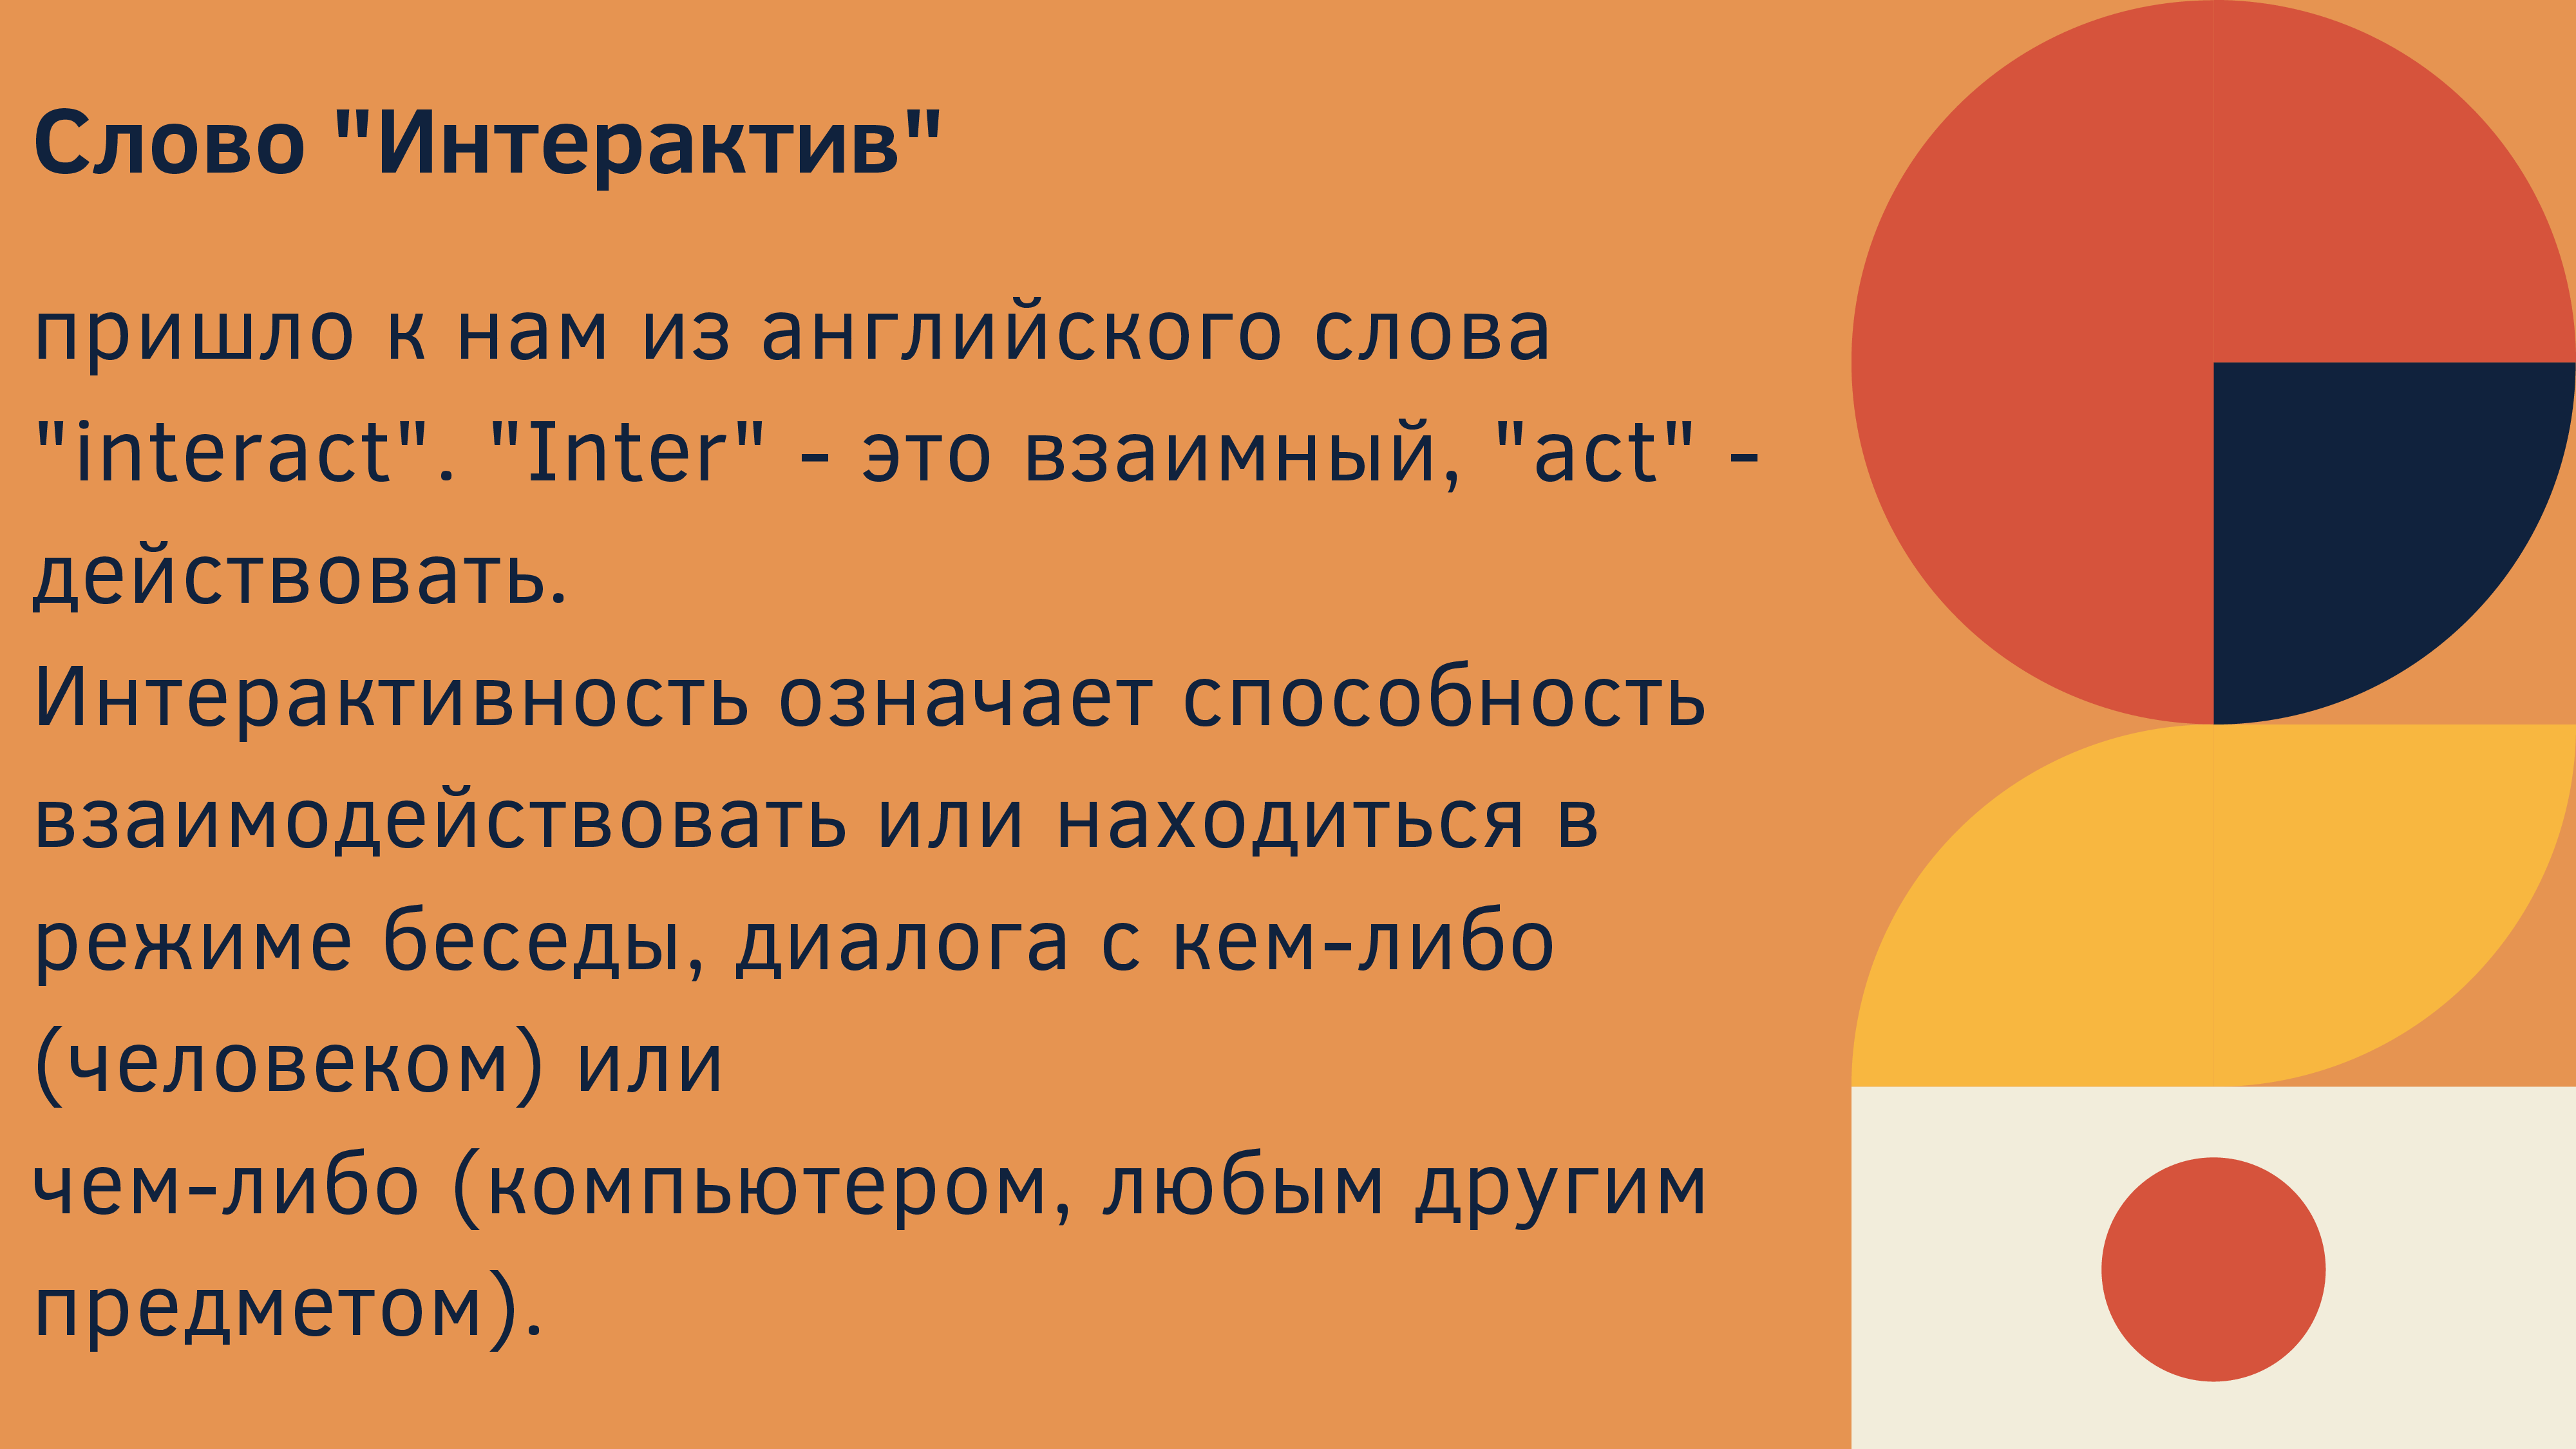 Слово "Интерактив"
пришло к нам из английского слова
"interact". "Inter" - это взаимный, "act" -
действовать.
Интерактивность означает способность
взаимодействовать или находиться в
режиме беседы, диалога с кем-либо
(человеком) или
чем-либо (компьютером, любым другим
предметом).